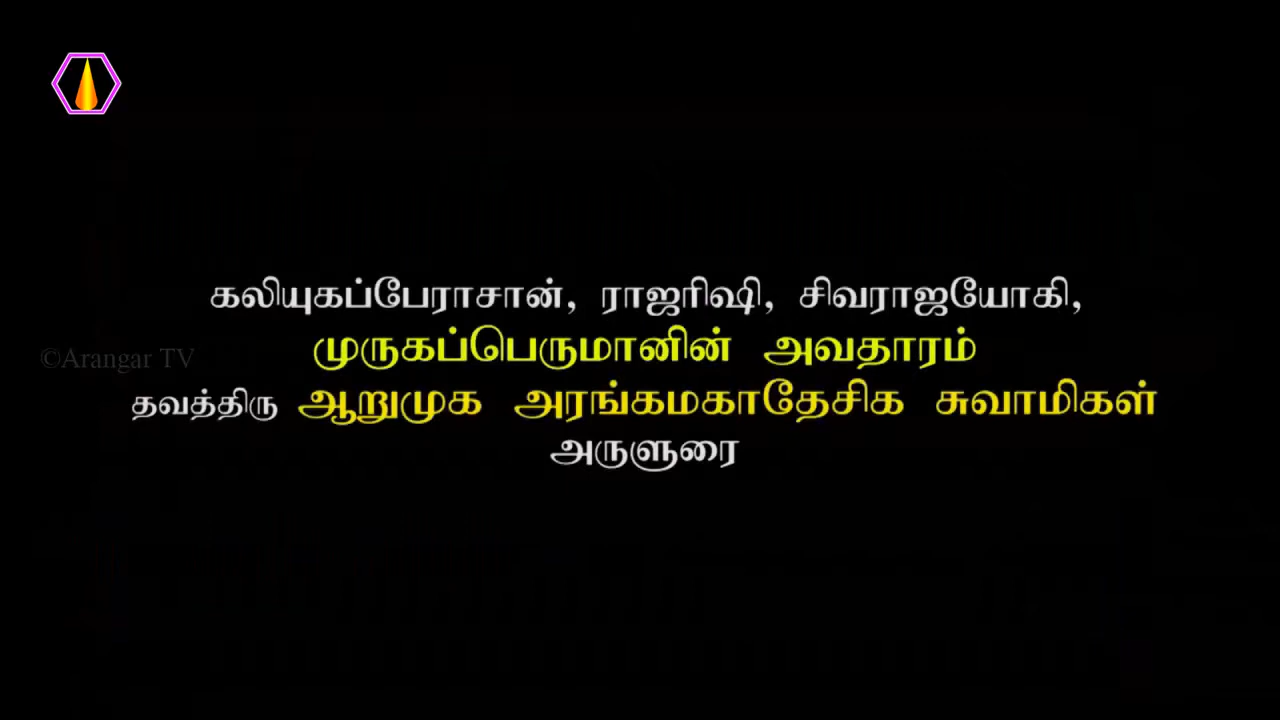 கலியுகப்பேராசான், ராஜரிஷி, சிவராஜயோகி,
முருகப்பெருமானின் அவதாரம்
©Arangar TV
தவத்திரு ஆறுமுக அரங்கமகாதேசிக சுவாமிகள்
அருளுரை